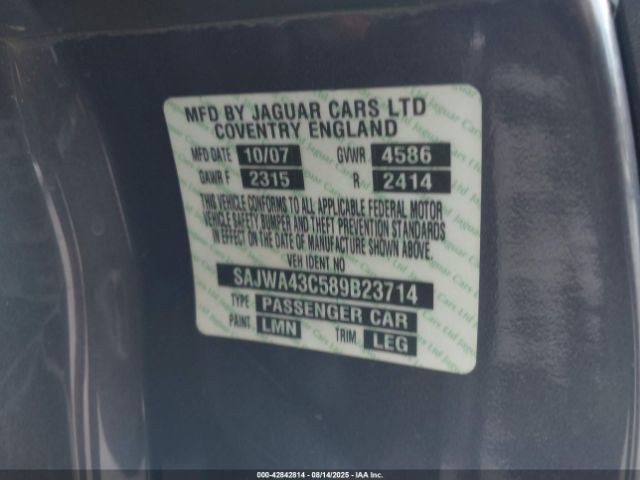 MFD BY JAGUAR CARS LTD
COVENTRY ENGLAND
MFD DATE 10/07 GVWR 4586
GAWR F 2315 R 2414
THIS VEHICLE CONFORMS TO ALL APPLICABLE FEDERAL MOTOR
VEHICLE SAFETY BUMPER AND THEFT PREVENTION STANDARDS
IN EFFECT ON THE DATE OF MANUFACTURE SHOWN ABOVE.
VEH IDENT NO
SAJWA43C589B23714
TYPE PASSENGER CAR
PAINT LMN TRIM LEG
000-42842814 - 08/14/2025 - IAA Inc.